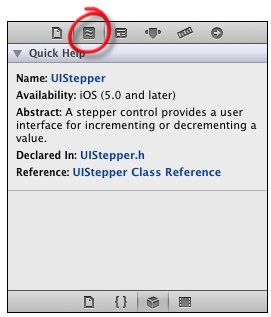 Quick Help
Name: UIStepper
Availability: iOS (5.0 and later)
Abstract: A stepper control provides a user
interface for incrementing or decrementing a
value.
Declared In: UIStepper.h
Reference: UIStepper Class Reference
{ }